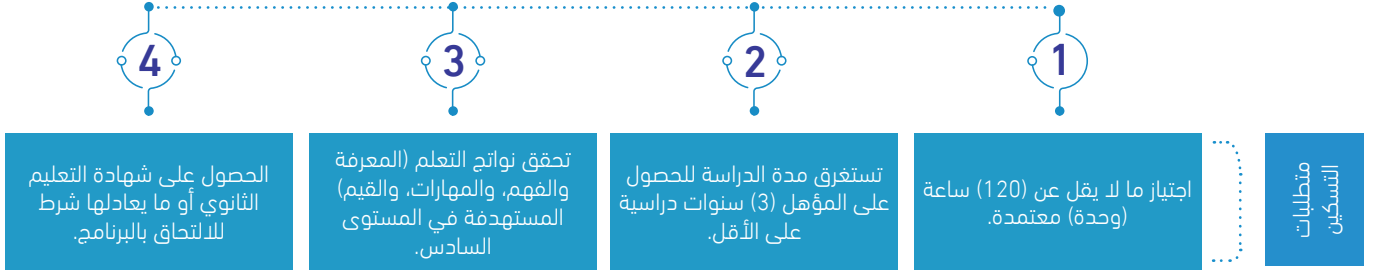 متطلبات
التسكين
1
اجتياز ما لا يقل عن (120) ساعة
(وحدة) معتمدة.
2
تستغرق مدة الدراسة للحصول
على المؤهل (3) سنوات دراسية
على الأقل.
3
تحقق نواتج التعلم (المعرفة
والفهم، والمهارات، والقيم)
المستهدفة في المستوى
السادس.
4
الحصول على شهادة التعليم
الثانوي أو ما يعادلها شرط
للالتحاق بالبرنامج.